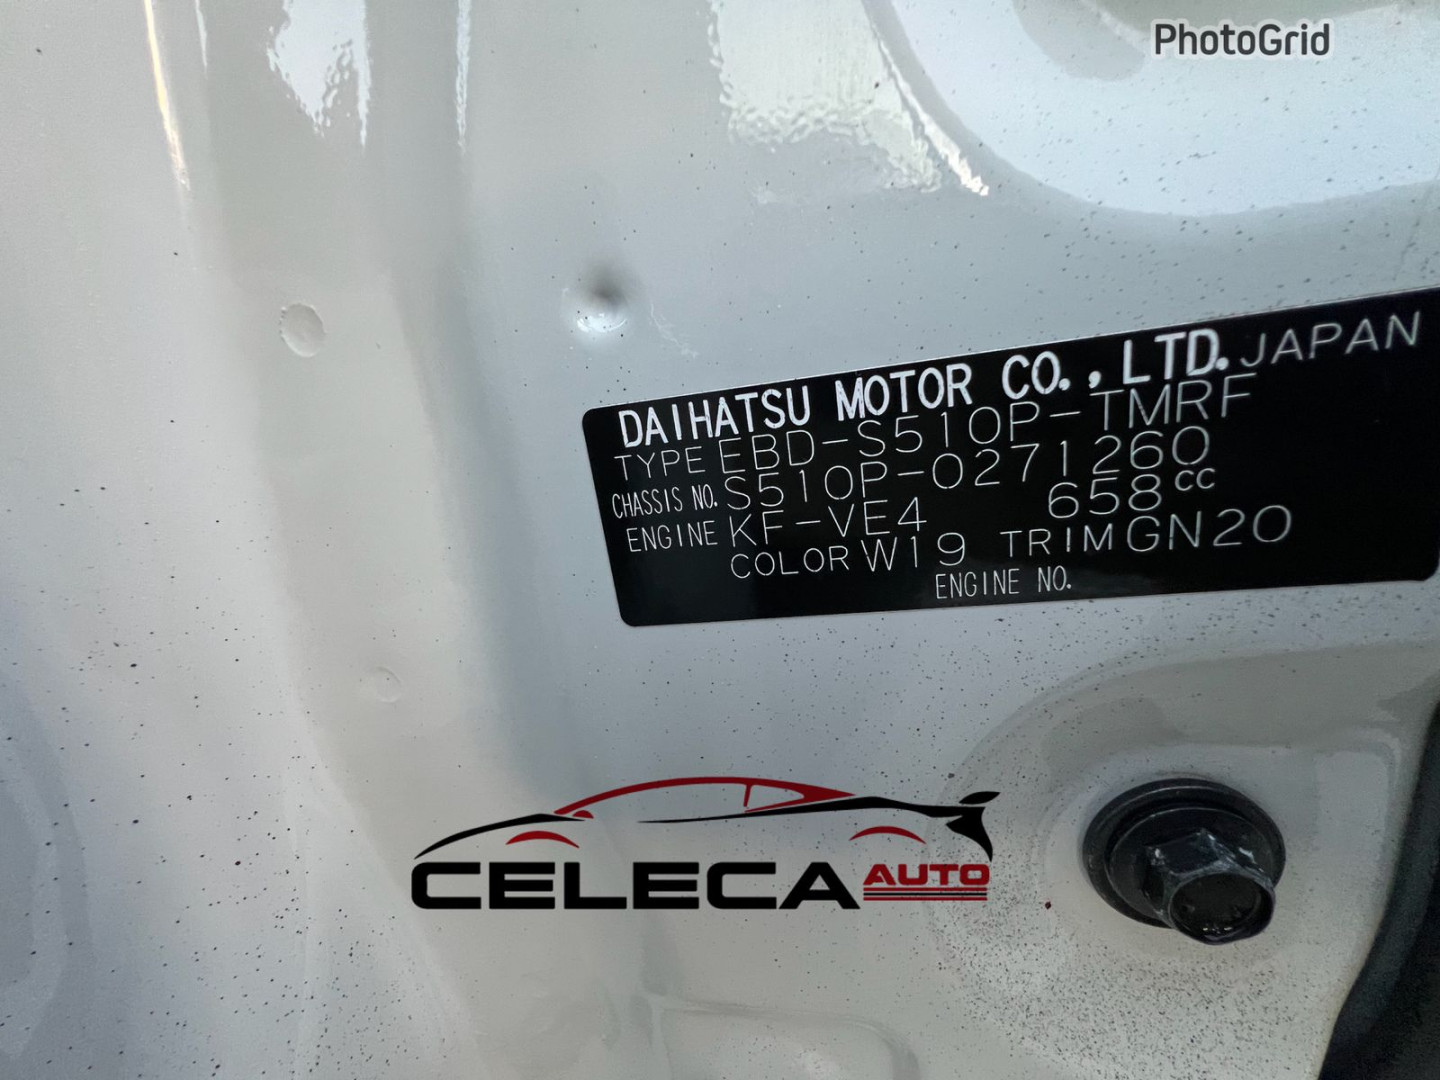 PhotoGrid
DAIHATSU MOTOR CO., LTD. JAPAN
TYPE EBD-S510P-TMRF
CHASSIS NO. S510P-0271260
ENGINE KF-VE4 658cc
COLOR W19 TRIM GN20
ENGINE NO.
CELECA AUTO